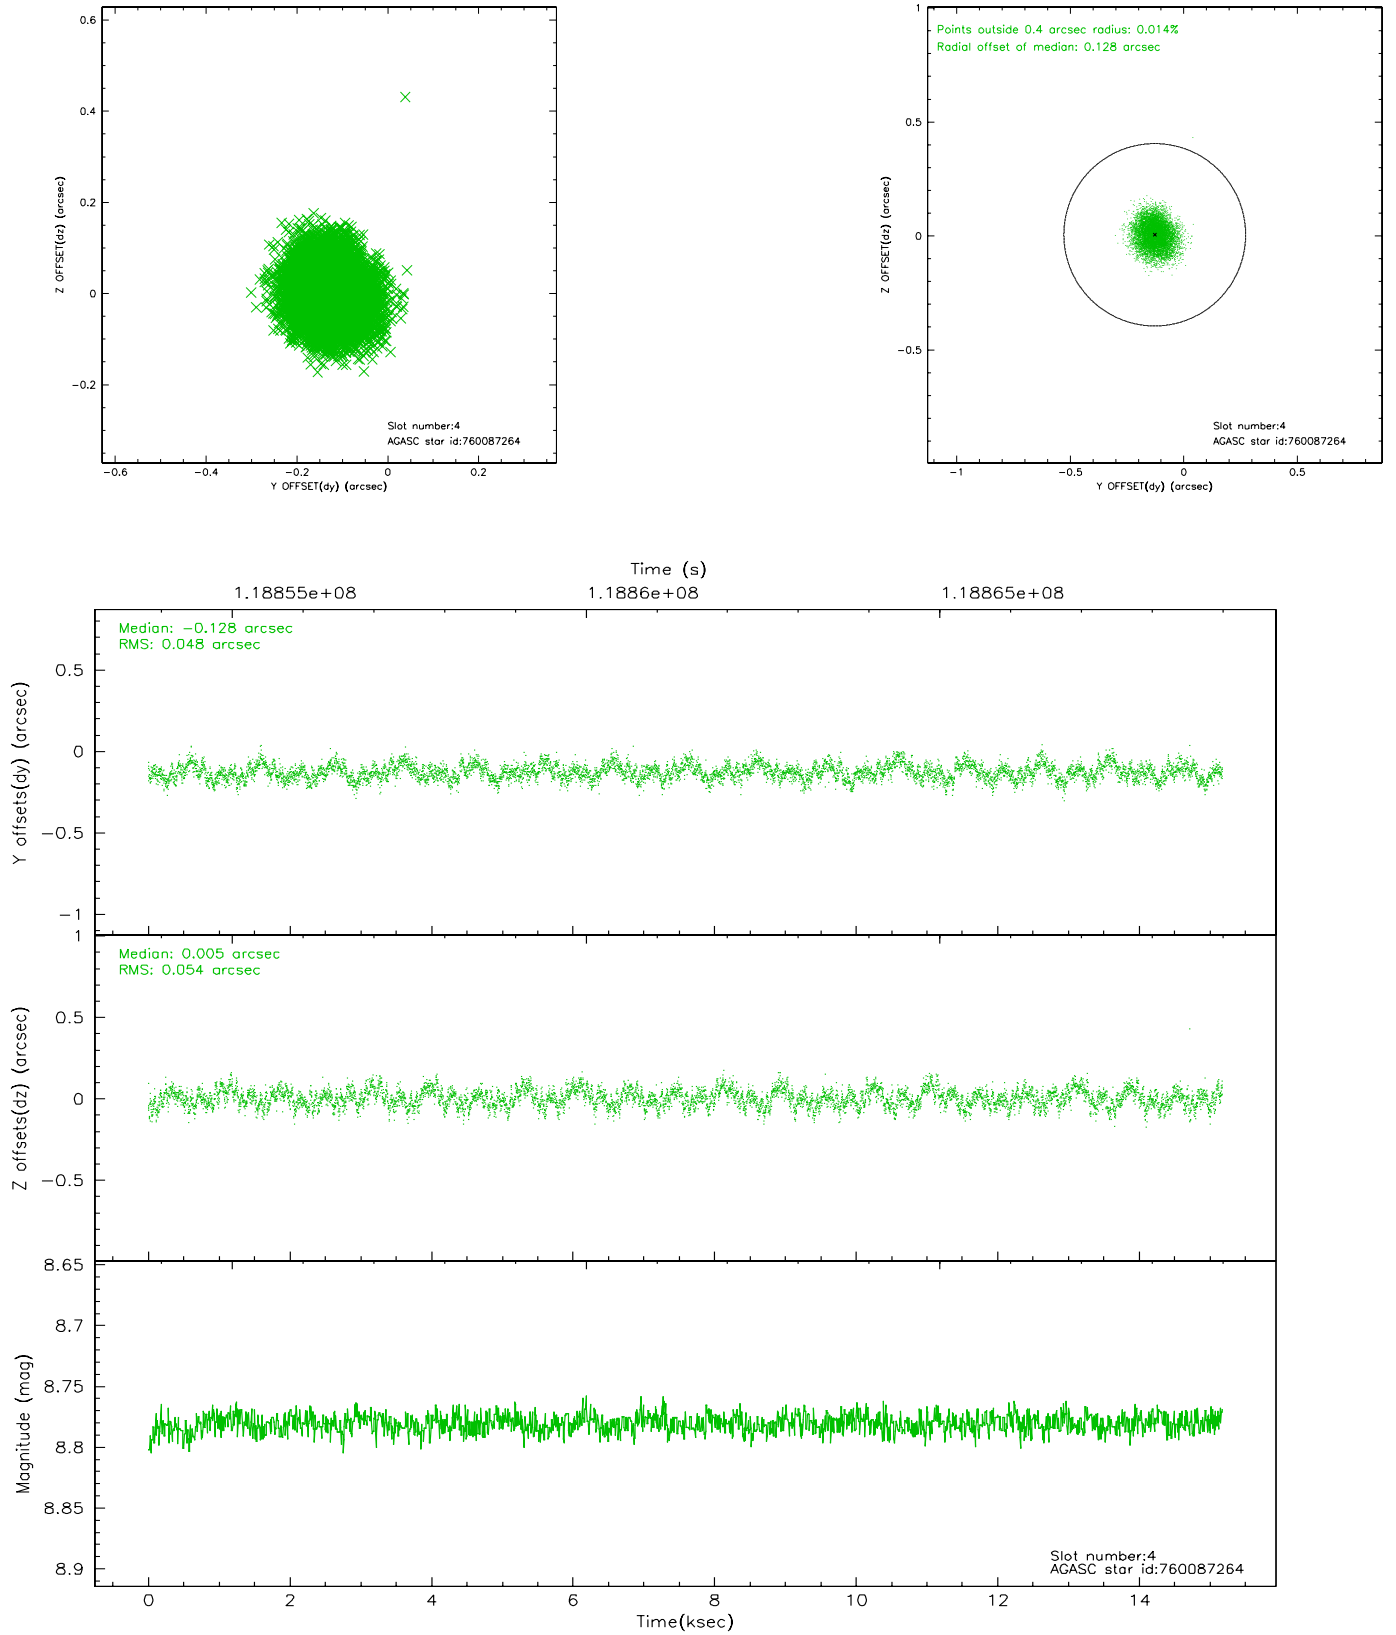 0.6
0.4
0.2
0
−0.2
Z OFFSET(dz) (arcsec)
−0.6
−0.4
−0.2
0
0.2
Y OFFSET(dy) (arcsec)
Slot number:4
AGASC star id:760087264
Points outside 0.4 arcsec radius: 0.014%
Radial offset of median: 0.128 arcsec
1
0.5
0
−0.5
Z OFFSET(dz) (arcsec)
−1
−0.5
0
0.5
Y OFFSET(dy) (arcsec)
Slot number:4
AGASC star id:760087264
Time (s)
1.18855e+08
1.1886e+08
1.18865e+08
Median: −0.128 arcsec
RMS: 0.048 arcsec
0.5
0
−0.5
−1
Y offsets(dy) (arcsec)
Median: 0.005 arcsec
RMS: 0.054 arcsec
1
0.5
0
−0.5
Z offsets(dz) (arcsec)
8.65
8.7
8.75
8.8
8.85
8.9
Magnitude (mag)
Slot number:4
AGASC star id:760087264
0
2
4
6
8
10
12
14
Time(ksec)